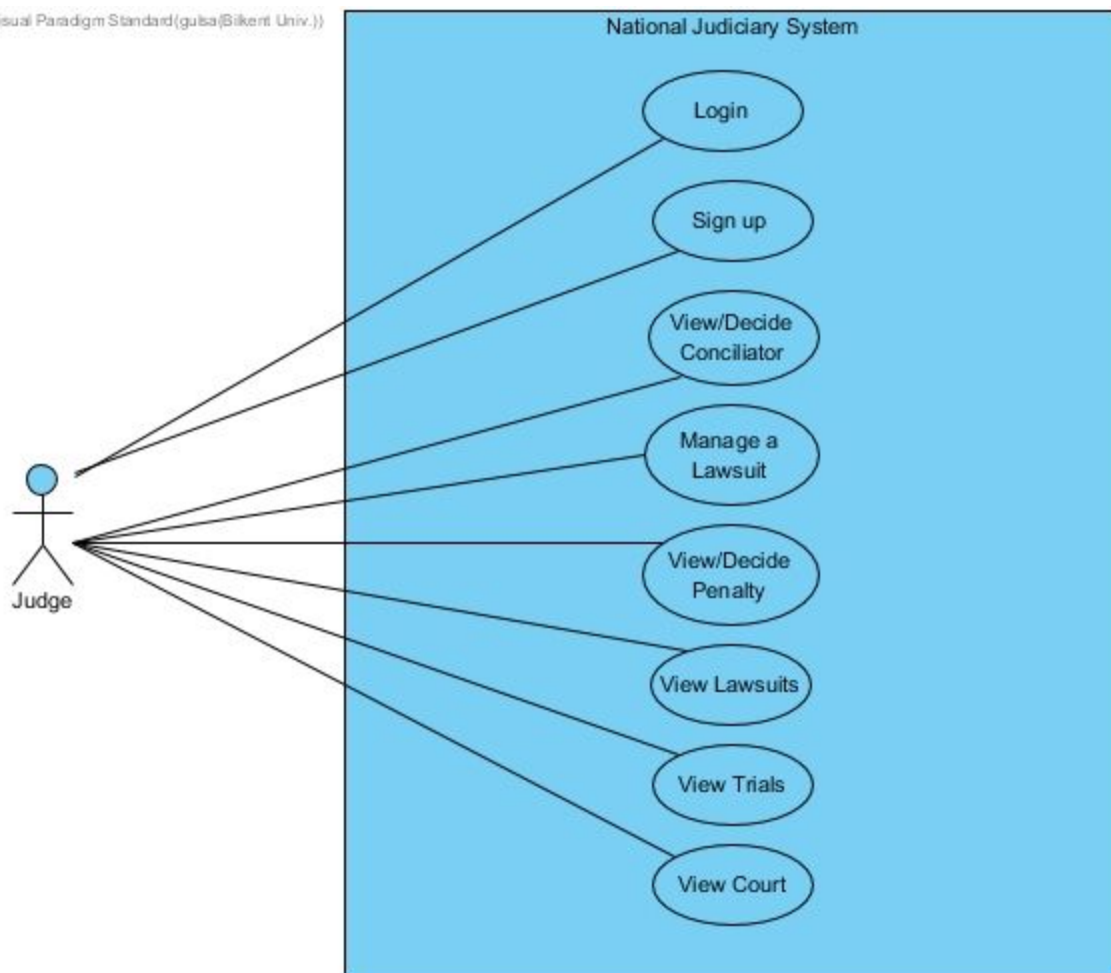 isual Paradigm Standard(gulsa(Bilkent Univ.))
National Judiciary System
Login
Sign up
View/Decide
Conciliator
Manage a
Lawsuit
View/Decide
Penalty
Judge
View Lawsuits
View Trials
View Court